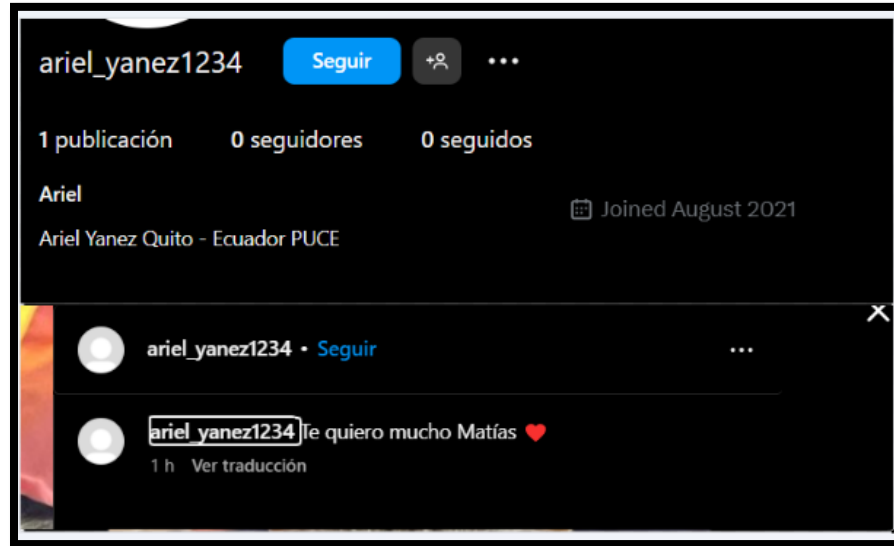 ariel_yanez1234 Seguir
1 publicación 0 seguidores 0 seguidos
Ariel
Joined August 2021
Ariel Yanez Quito - Ecuador PUCE
ariel_yanez1234 • Seguir
ariel_yanez1234 Te quiero mucho Matías ♥
1 h Ver traducción